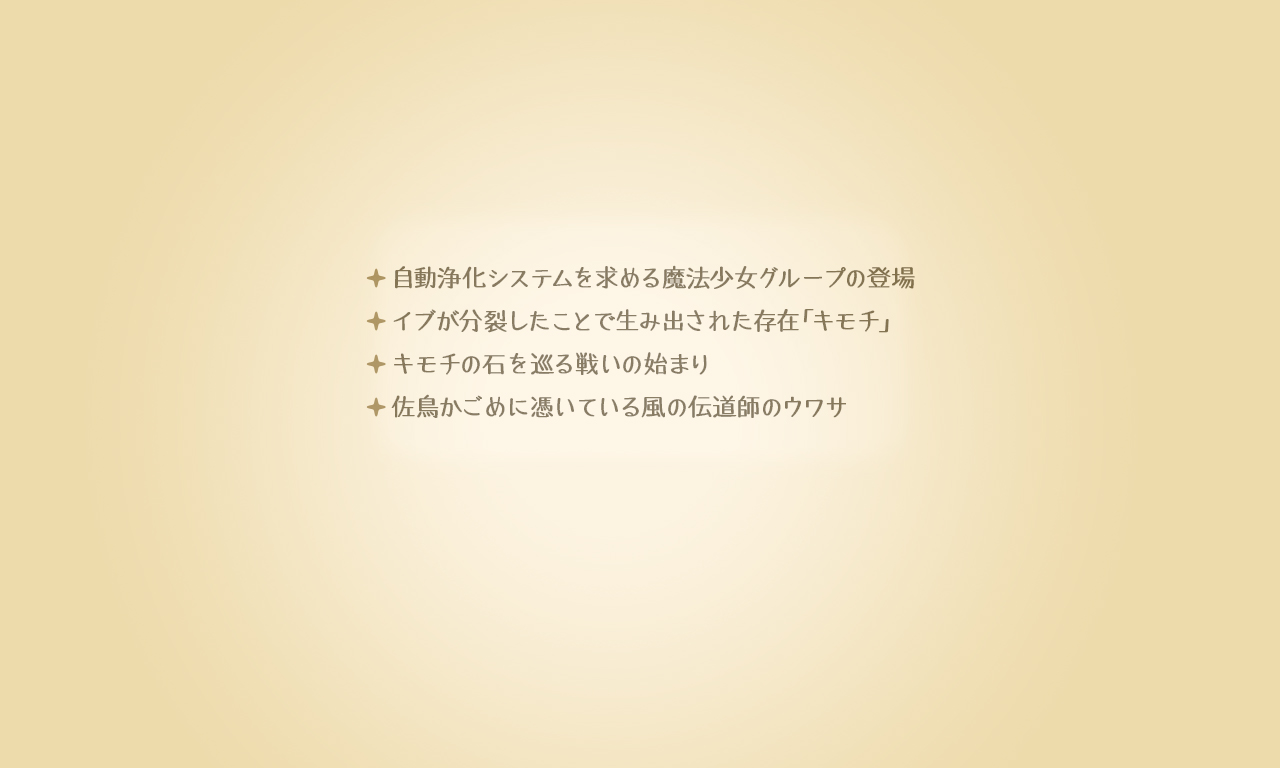 自動浄化システムを求める魔法少女グループの登場
イブが分裂したことで生み出された存在「キモチ」
キモチの石を巡る戦いの始まり
佐鳥かごめに憑いている風の伝道師のウワサ